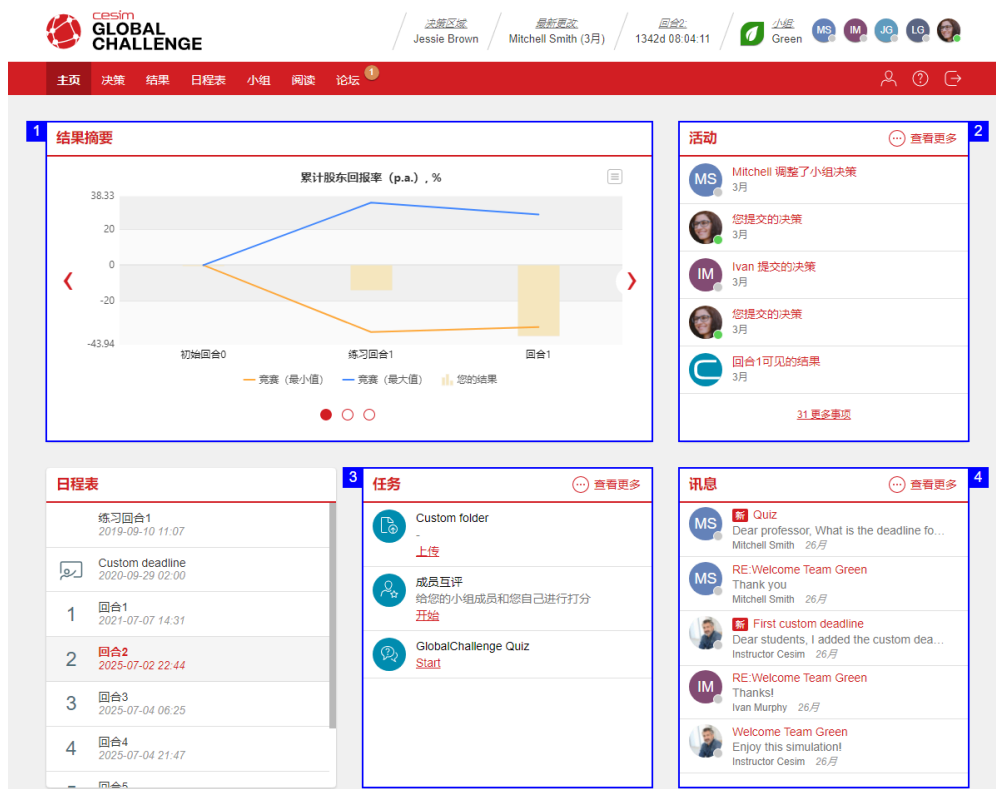 cesim
GLOBAL
CHALLENGE
决策区域:
Jessie Brown
最新更改:
Mitchell Smith (3月)
回合2:
1342d 08:04:11
小组:
Green
MS
IM
JG
LG
主页 决策 结果 日程表 小组 阅读 论坛 1
1
结果摘要
累计股东回报率（p.a.）, %
38.33
20
0
-20
-43.94
初始回合0 练习回合1 回合1
竞赛（最小值） 竞赛（最大值） 您的结果
2
活动
查看更多
MS
Mitchell 调整了小组决策
3月
您提交的决策
3月
IM
Ivan 提交的决策
3月
您提交的决策
3月
回合1可见的结果
3月
31 更多事项
日程表
练习回合1
2019-09-10 11:07
Custom deadline
2020-09-29 02:00
1
回合1
2021-07-07 14:31
2
回合2
2025-07-02 22:44
3
回合3
2025-07-04 06:25
4
回合4
2025-07-04 21:47
回合5
3
任务
查看更多
Custom folder
-
上传
成员互评
给您的小组成员和您自己进行打分
开始
GlobalChallenge Quiz
Start
4
讯息
查看更多
MS
新 Quiz
Dear professor, What is the deadline fo...
Mitchell Smith 26月
MS
RE:Welcome Team Green
Thank you
Mitchell Smith 26月
新 First custom deadline
Dear students, I added the custom dea...
Instructor Cesim 26月
IM
RE:Welcome Team Green
Thanks!
Ivan Murphy 26月
Welcome Team Green
Enjoy this simulation!
Instructor Cesim 26月